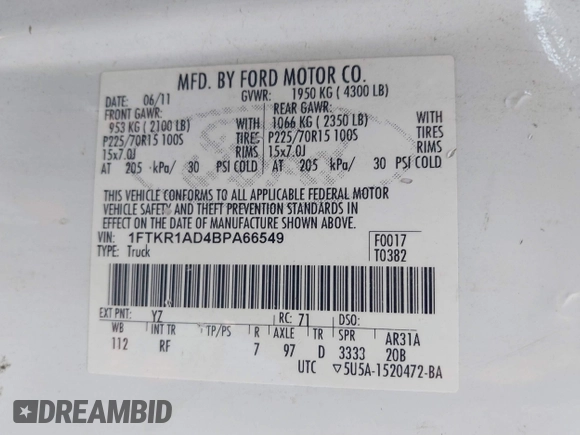 MFD. BY FORD MOTOR CO.
DATE: 06/11 GVWR: 1950 KG ( 4300 LB)
FRONT GAWR: REAR GAWR:
953 KG ( 2100 LB) WITH 1066 KG ( 2350 LB) WITH
P225/70R15 100S TIRES P225/70R15 100S TIRES
15x7.0J RIMS 15x7.0J RIMS
AT 205 kPa/ 30 PSI COLD AT 205 kPa/ 30 PSI COLD
THIS VEHICLE CONFORMS TO ALL APPLICABLE FEDERAL MOTOR
VEHICLE SAFETY AND THEFT PREVENTION STANDARDS IN
EFFECT ON THE DATE OF MANUFACTURE SHOWN ABOVE.
VIN: 1FTKR1AD4BPA66549 F0017
TYPE: Truck T0382
EXT PNT: YZ RC: 71 DSO:
WB INT TR TP/PS R AXLE TR SPR AR31A
112 RF 7 97 D 3333 20B
UTC ▽5U5A-1520472-BA
DREAMBID